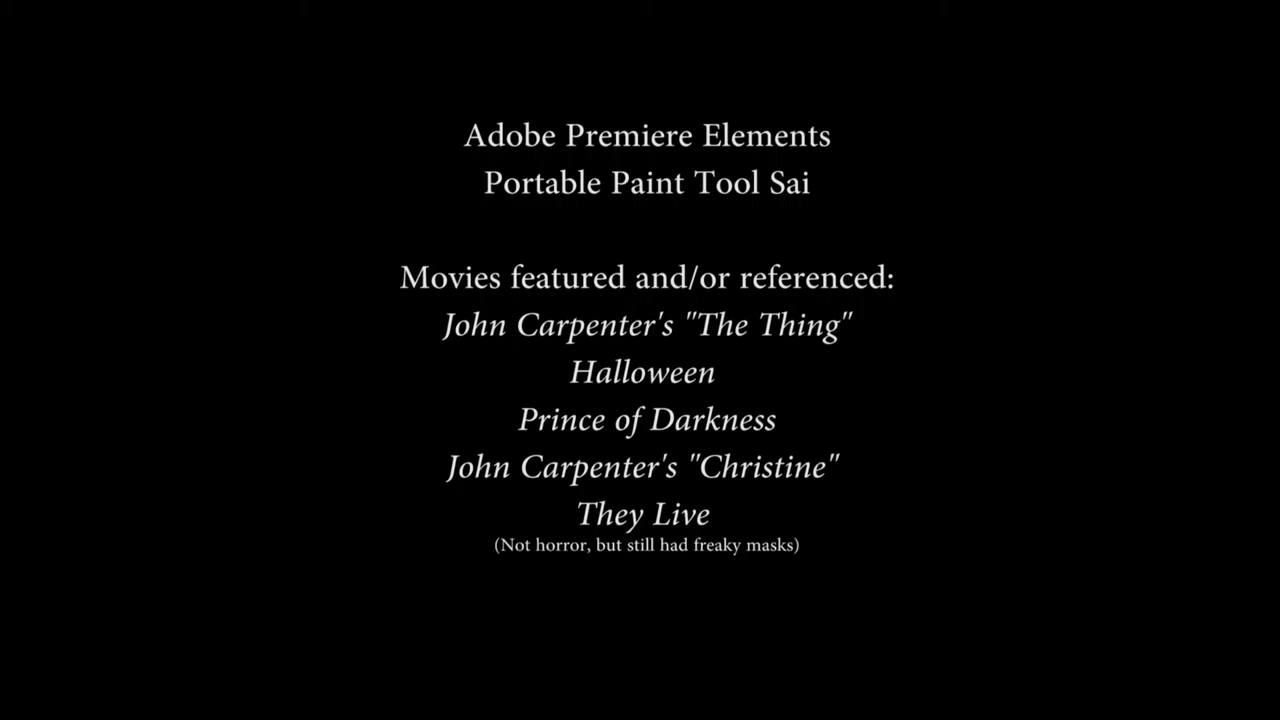 Adobe Premiere Elements
Portable Paint Tool Sai
Movies featured and/or referenced:
John Carpenter's "The Thing"
Halloween
Prince of Darkness
John Carpenter's "Christine"
They Live
(Not horror, but still had freaky masks)